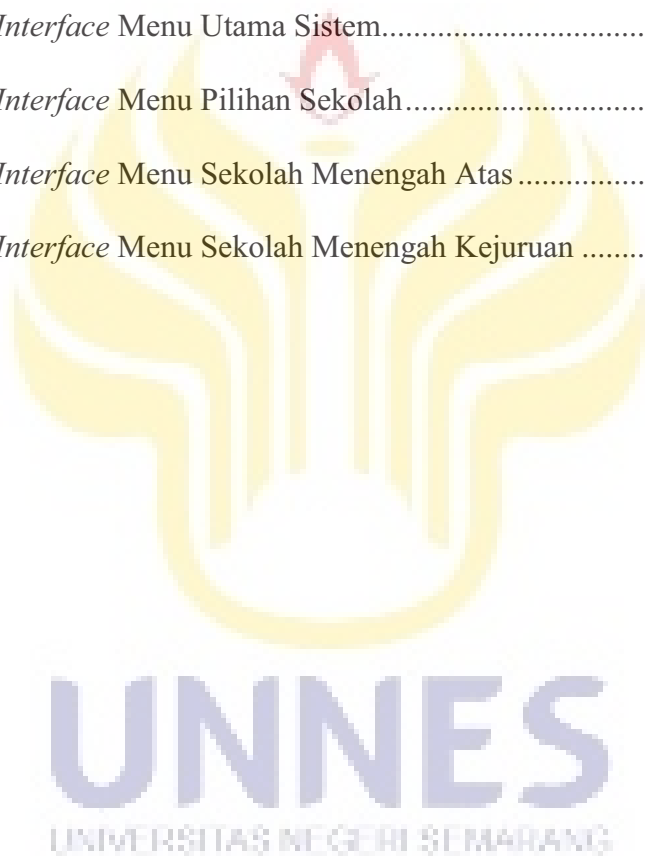 Interface Menu Utama Sistem.................................
Interface Menu Pilihan Sekolah..............................
Interface Menu Sekolah Menengah Atas................
Interface Menu Sekolah Menengah Kejuruan ........
UNNES
UNIVERSITAS NEGERI SEMARANG